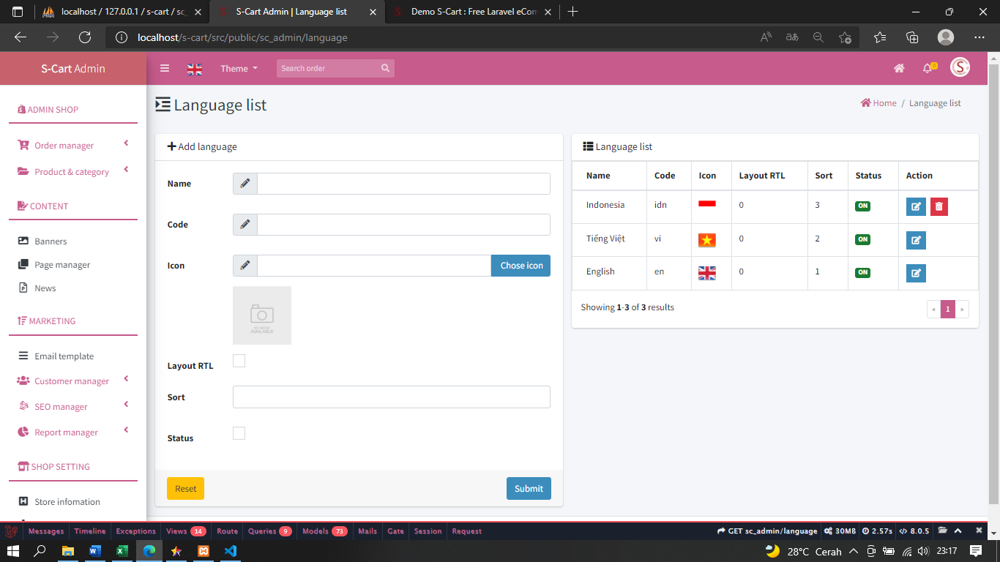 localhost / 127.0.0.1 / s-cart / sc_
S-Cart Admin | Language list
Demo S-Cart : Free Laravel eCom
localhost/s-cart/src/public/sc_admin/language
S-Cart Admin
Theme
Search order
0
ADMIN SHOP
Order manager
Product & category
CONTENT
Banners
Page manager
News
MARKETING
Email template
Customer manager
SEO manager
Report manager
SHOP SETTING
Store infomation
Language list
Home / Language list
Add language
Name
Code
Icon
Chose icon
NO IMAGE
AVAILABLE
Layout RTL
Sort
Status
Reset
Submit
Language list
Name Code Icon Layout RTL Sort Status Action
Indonesia idn 0 3 ON
Tiếng Việt vi 0 2 ON
English en 0 1 ON
Showing 1-3 of 3 results
« 1 »
Messages Timeline Exceptions Views 14 Route Queries 9 Models 73 Mails Gate Session Request
GET sc_admin/language 30MB 2.57s 8.0.5
28°C Cerah 23:17